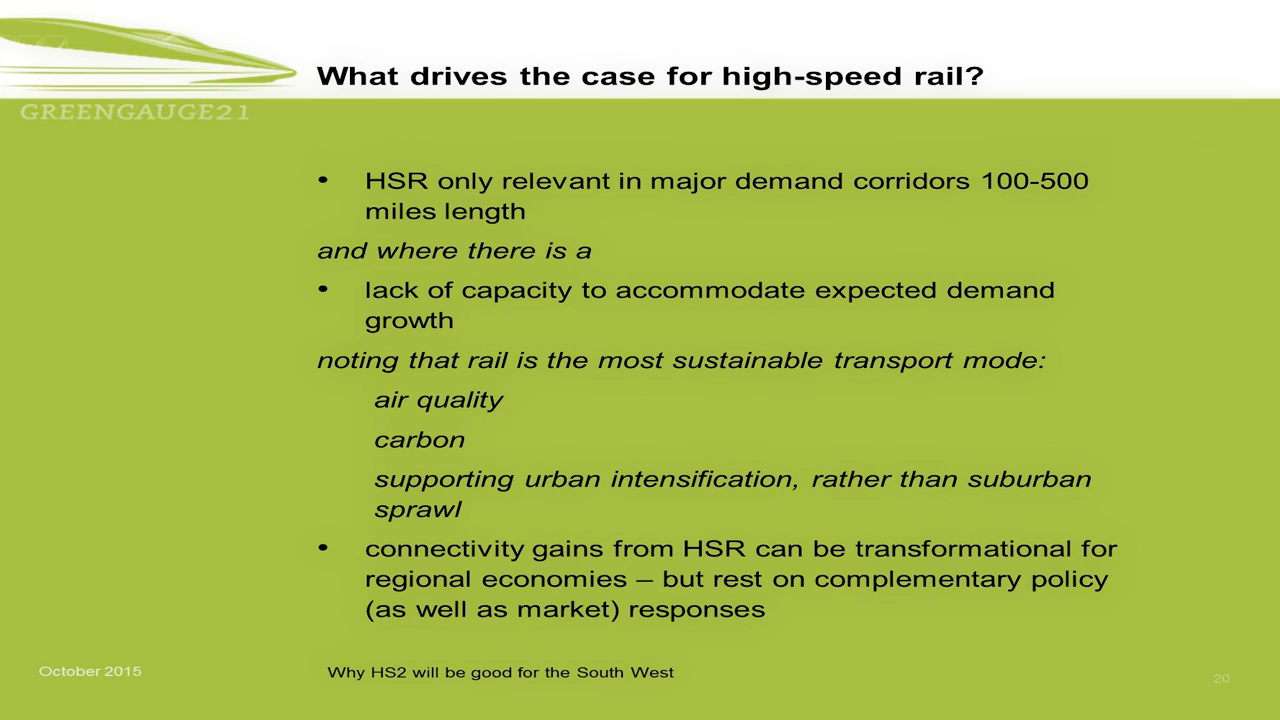 What drives the case for high-speed rail?
GREENGAUGE21
• HSR only relevant in major demand corridors 100-500
miles length
and where there is a
• lack of capacity to accommodate expected demand
growth
noting that rail is the most sustainable transport mode:
air quality
carbon
supporting urban intensification, rather than suburban
sprawl
• connectivity gains from HSR can be transformational for
regional economies – but rest on complementary policy
(as well as market) responses
October 2015
Why HS2 will be good for the South West
20